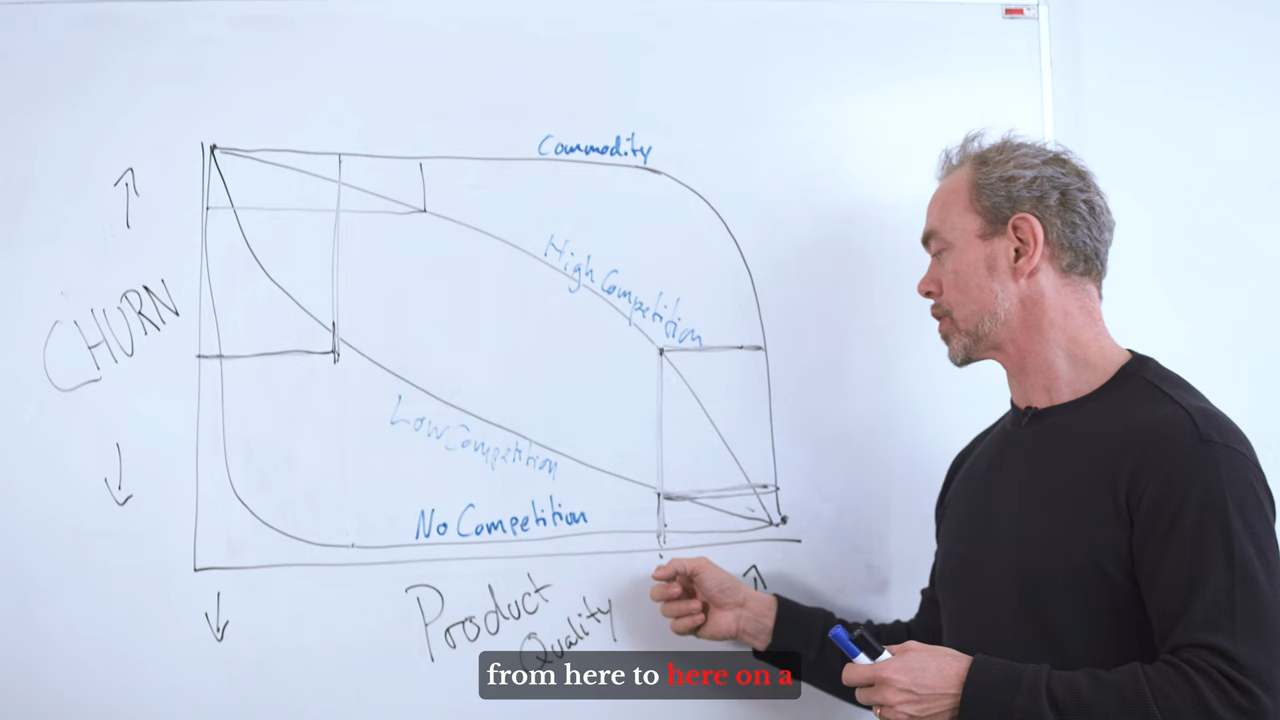 Commodity
High Competition
CHURN
Low Competition
No Competition
Product
Quality
from here to here on a